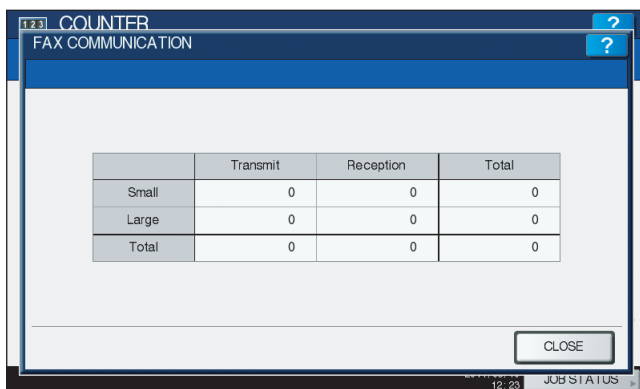 123 COUNTER ?
FAX COMMUNICATION ?
Transmit Reception Total
Small 0 0 0
Large 0 0 0
Total 0 0 0
CLOSE
12:23 JOB STATUS